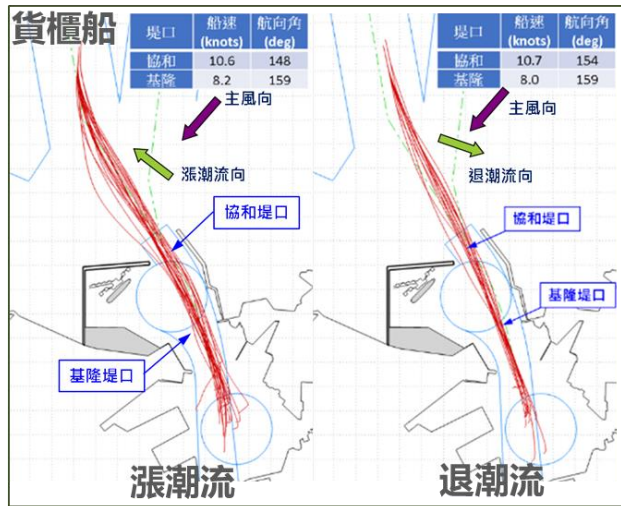 貨櫃船
堤口 船速(knots) 航向角(deg)
協和 10.6 148
基隆 8.2 159
主風向
漲潮流向
協和堤口
基隆堤口
漲潮流
堤口 船速(knots) 航向角(deg)
協和 10.7 154
基隆 8.0 159
主風向
退潮流向
協和堤口
基隆堤口
退潮流